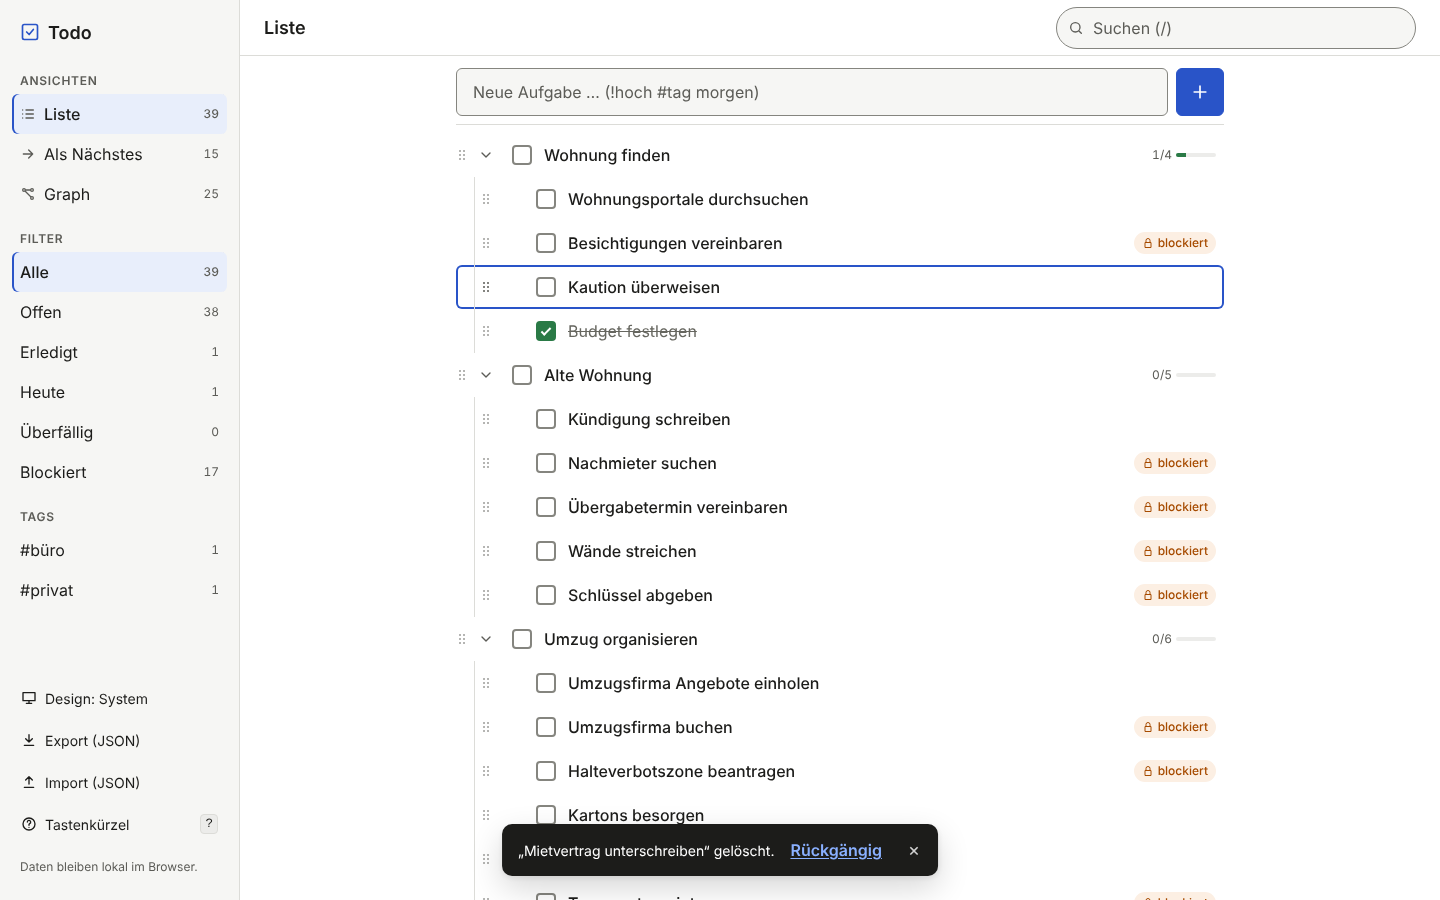 Todo
ANSICHTEN
Liste 39
Als Nächstes 15
Graph 25
FILTER
Alle 39
Offen 38
Erledigt 1
Heute 1
Überfällig 0
Blockiert 17
TAGS
#büro 1
#privat 1
Design: System
Export (JSON)
Import (JSON)
Tastenkürzel ?
Daten bleiben lokal im Browser.
Liste
Suchen (/)
Neue Aufgabe … (!hoch #tag morgen)
Wohnung finden 1/4
Wohnungsportale durchsuchen
Besichtigungen vereinbaren blockiert
Kaution überweisen
Budget festlegen
Alte Wohnung 0/5
Kündigung schreiben
Nachmieter suchen blockiert
Übergabetermin vereinbaren blockiert
Wände streichen blockiert
Schlüssel abgeben blockiert
Umzug organisieren 0/6
Umzugsfirma Angebote einholen
Umzugsfirma buchen blockiert
Halteverbotszone beantragen blockiert
Kartons besorgen
„Mietvertrag unterschreiben“ gelöscht. Rückgängig